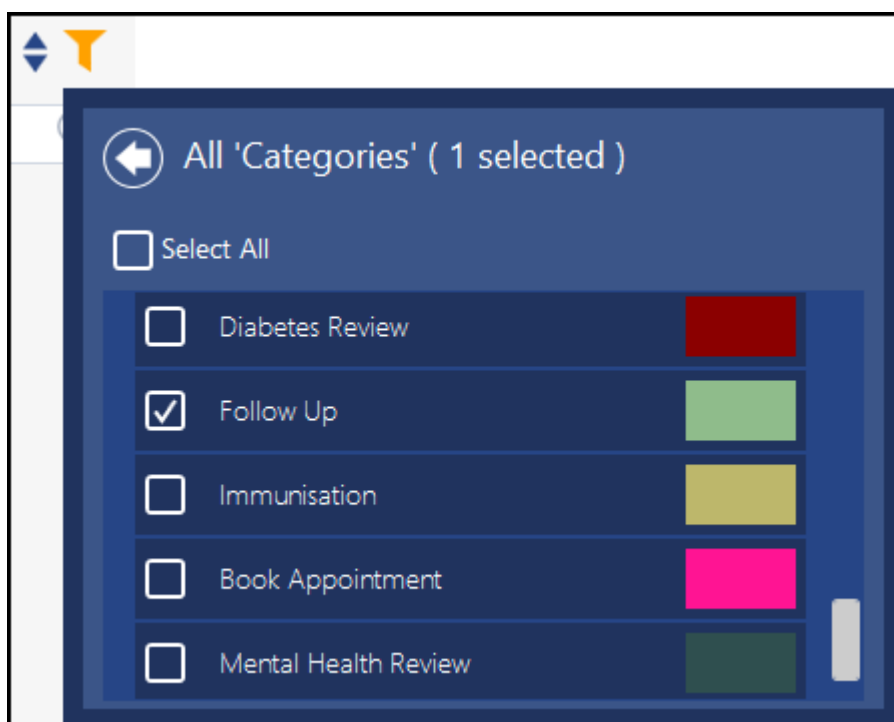 All 'Categories' ( 1 selected )
Select All
Diabetes Review
Follow Up
Immunisation
Book Appointment
Mental Health Review